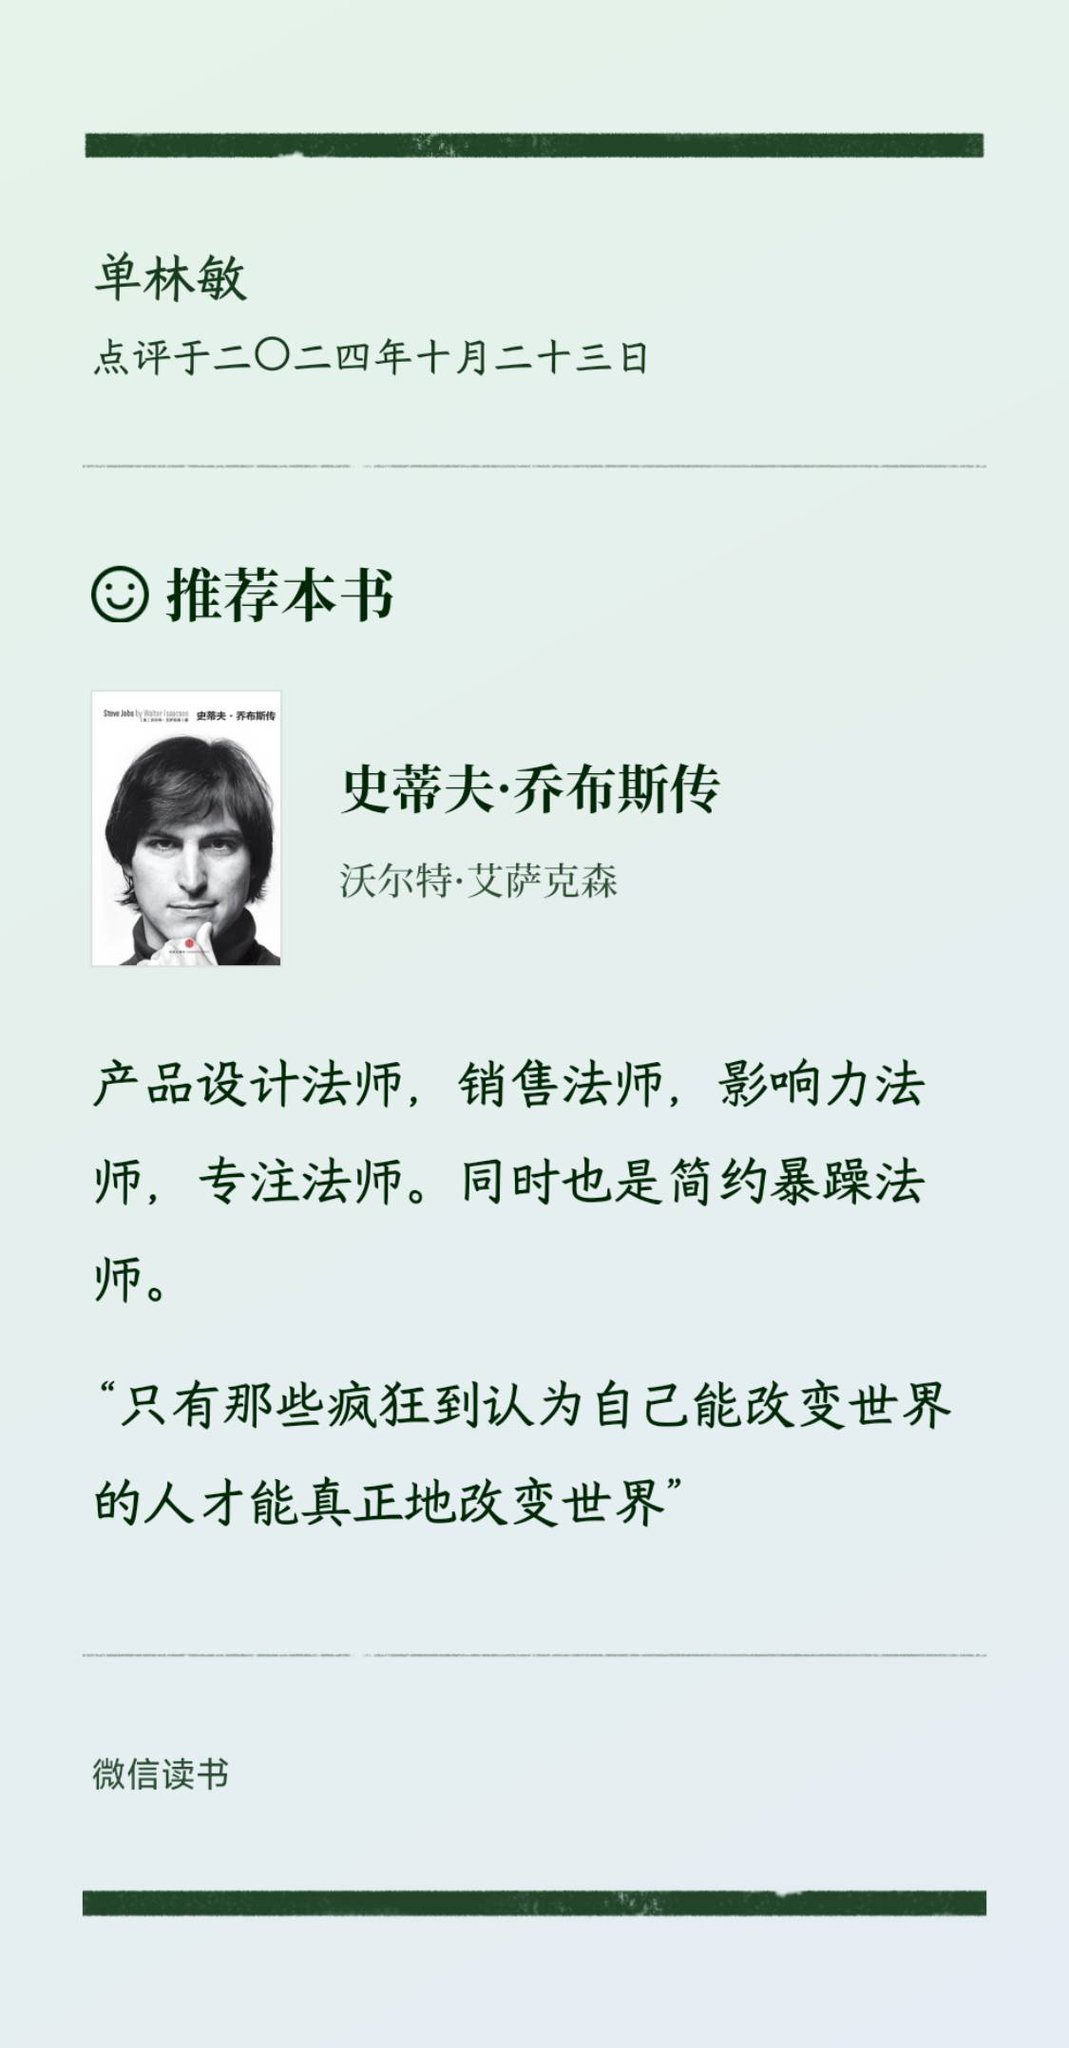 单林敏
点评于二〇二四年十月二十三日
推荐本书
Steve Jobs by Walter Isaacson
史蒂夫·乔布斯传
史蒂夫·乔布斯传
沃尔特·艾萨克森
产品设计法师，销售法师，影响力法
师，专注法师。同时也是简约暴躁法
师。
“只有那些疯狂到认为自己能改变世界
的人才能真正地改变世界”
微信读书